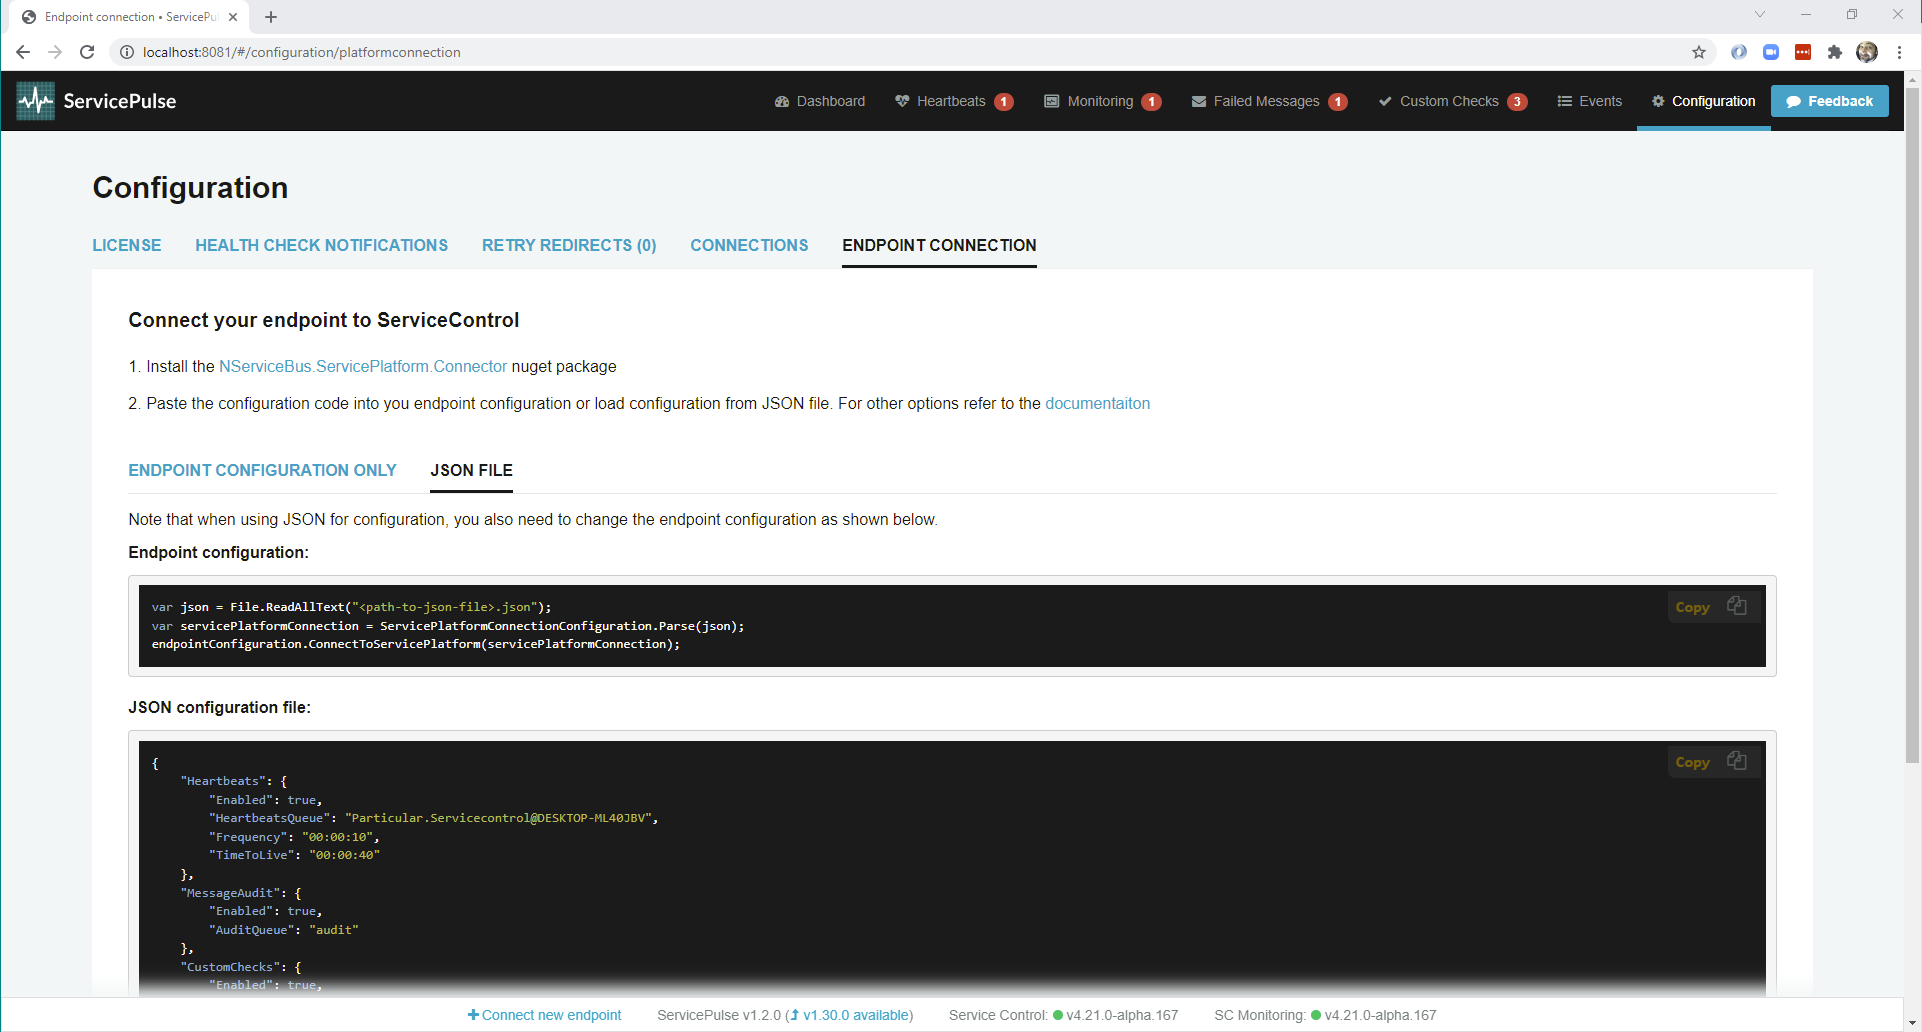 Endpoint connection • ServicePul
localhost:8081/#/configuration/platformconnection
ServicePulse
Dashboard Heartbeats 1 Monitoring 1 Failed Messages 1 Custom Checks 3 Events Configuration Feedback
Configuration
LICENSE HEALTH CHECK NOTIFICATIONS RETRY REDIRECTS (0) CONNECTIONS ENDPOINT CONNECTION
Connect your endpoint to ServiceControl
1. Install the NServiceBus.ServicePlatform.Connector nuget package
2. Paste the configuration code into you endpoint configuration or load configuration from JSON file. For other options refer to the documentaiton
ENDPOINT CONFIGURATION ONLY JSON FILE
Note that when using JSON for configuration, you also need to change the endpoint configuration as shown below.
Endpoint configuration:
Copy
var json = File.ReadAllText("<path-to-json-file>.json");
var servicePlatformConnection = ServicePlatformConnectionConfiguration.Parse(json);
endpointConfiguration.ConnectToServicePlatform(servicePlatformConnection);
JSON configuration file:
Copy
{
"Heartbeats": {
"Enabled": true,
"HeartbeatsQueue": "Particular.Servicecontrol@DESKTOP-ML40JBV",
"Frequency": "00:00:10",
"TimeToLive": "00:00:40"
},
"MessageAudit": {
"Enabled": true,
"AuditQueue": "audit"
},
"CustomChecks": {
"Enabled": true,
Connect new endpoint ServicePulse v1.2.0 (v1.30.0 available) Service Control: v4.21.0-alpha.167 SC Monitoring: v4.21.0-alpha.167